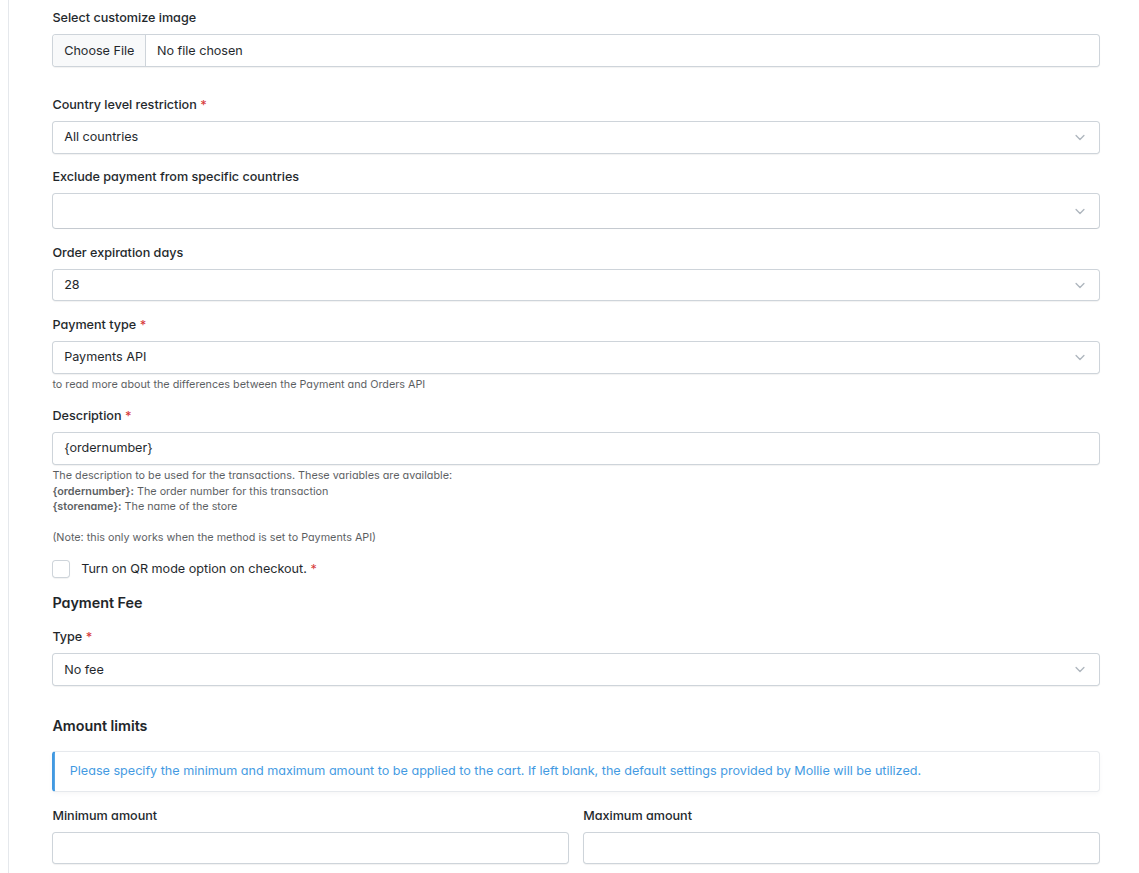 Select customize image
Choose File No file chosen
Country level restriction *
All countries
Exclude payment from specific countries
Order expiration days
28
Payment type *
Payments API
to read more about the differences between the Payment and Orders API
Description *
{ordernumber}
The description to be used for the transactions. These variables are available:
{ordernumber}: The order number for this transaction
{storename}: The name of the store
(Note: this only works when the method is set to Payments API)
Turn on QR mode option on checkout. *
Payment Fee
Type *
No fee
Amount limits
Please specify the minimum and maximum amount to be applied to the cart. If left blank, the default settings provided by Mollie will be utilized.
Minimum amount Maximum amount